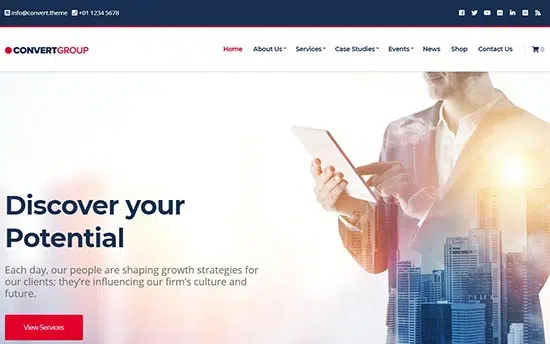 info@convert.theme +01 1234 5678
CONVERTGROUP
Home About Us Services Case Studies Events News Shop Contact Us 0
Discover your
Potential
Each day, our people are shaping growth strategies for
our clients; they're influencing our firm's culture and
future.
View Services